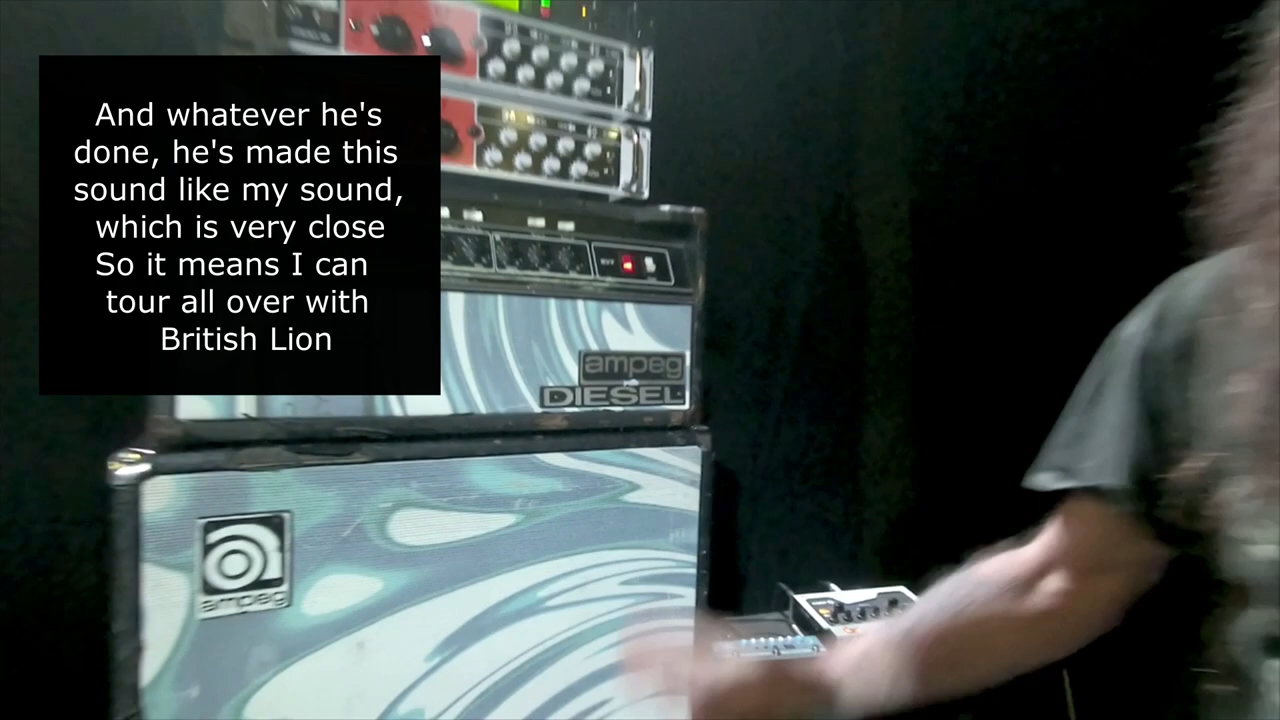 And whatever he's
done, he's made this
sound like my sound,
which is very close
So it means I can
tour all over with
British Lion
ampeg
DIESEL
ampeg